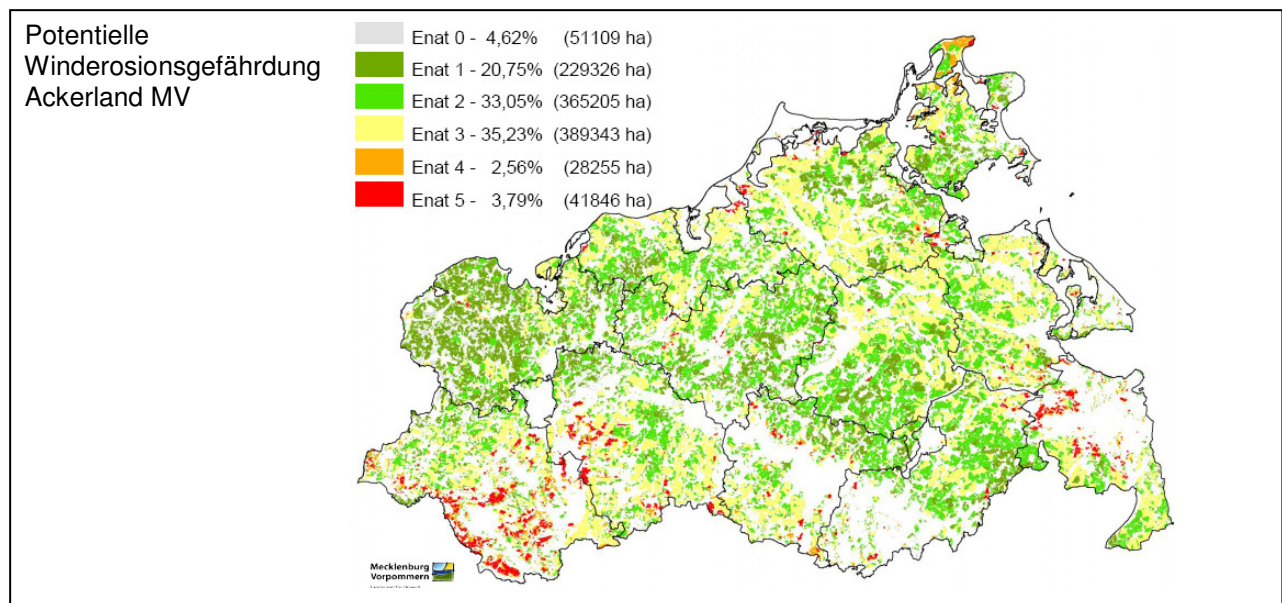 Potentielle
Winderosionsgefährdung
Ackerland MV
Enat 0 - 4,62% (51109 ha)
Enat 1 - 20,75% (229326 ha)
Enat 2 - 33,05% (365205 ha)
Enat 3 - 35,23% (389343 ha)
Enat 4 - 2,56% (28255 ha)
Enat 5 - 3,79% (41846 ha)
Mecklenburg
Vorpommern